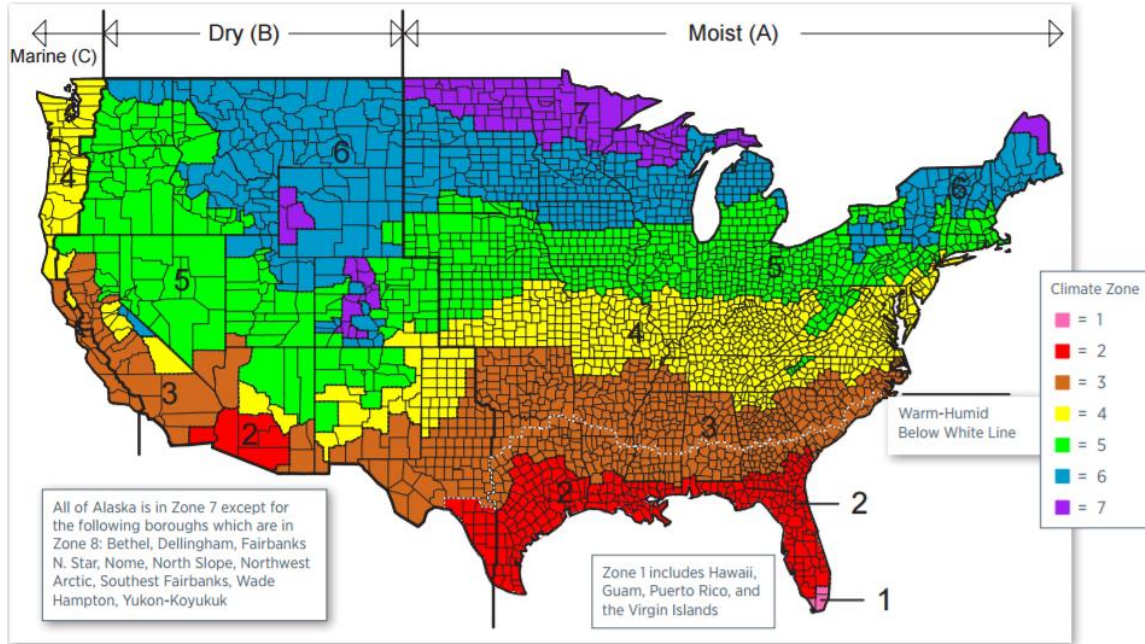 Marine (C)
Dry (B)
Moist (A)
4
4
6
7
6
5
5
4
3
3
2
2
2
1
Climate Zone
= 1
= 2
= 3
= 4
= 5
= 6
= 7
Warm-Humid
Below White Line
All of Alaska is in Zone 7 except for
the following boroughs which are in
Zone 8: Bethel, Dellingham, Fairbanks
N. Star, Nome, North Slope, Northwest
Arctic, Southest Fairbanks, Wade
Hampton, Yukon-Koyukuk
Zone 1 includes Hawaii,
Guam, Puerto Rico, and
the Virgin Islands